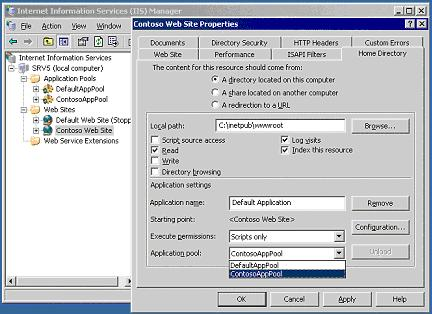 Internet Information Services (IIS) Manager
File Action View Window
Internet Information Services
SRV5 (local computer)
Application Pools
DefaultAppPool
ContosoAppPool
Web Sites
Default Web Site (Stopp
Contoso Web Site
Web Service Extensions
Contoso Web Site Properties
Documents Directory Security HTTP Headers Custom Errors
Web Site Performance ISAPI Filters Home Directory
The content for this resource should come from:
A directory located on this computer
A share located on another computer
A redirection to a URL
Local path: C:\inetpub\wwwroot Browse...
Script source access Log visits
Read Index this resource
Write
Directory browsing
Application settings
Application name: Default Application Remove
Starting point: <Contoso Web Site>
Configuration...
Execute permissions: Scripts only
Application pool: ContosoAppPool Unload
DefaultAppPool
ContosoAppPool
OK Cancel Apply Help